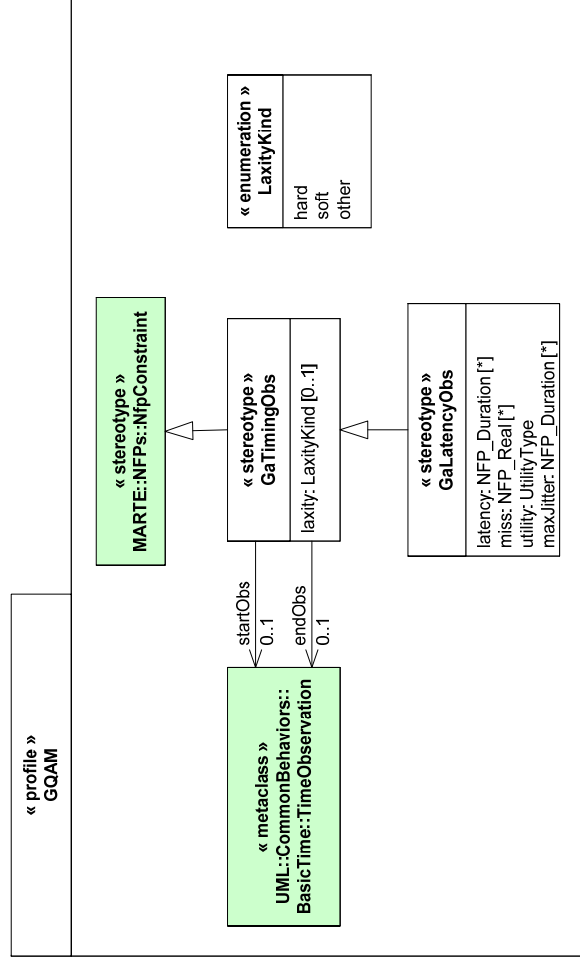 « profile »
GQAM
« metaclass »
UML::CommonBehaviors::
BasicTime::TimeObservation
startObs
0..1
endObs
0..1
« stereotype »
MARTE::NFPs::NfpConstraint
« stereotype »
GaTimingObs
laxity: LaxityKind [0..1]
« stereotype »
GaLatencyObs
latency: NFP_Duration [*]
miss: NFP_Real [*]
utility: UtilityType
maxJitter: NFP_Duration [*]
« enumeration »
LaxityKind
hard
soft
other